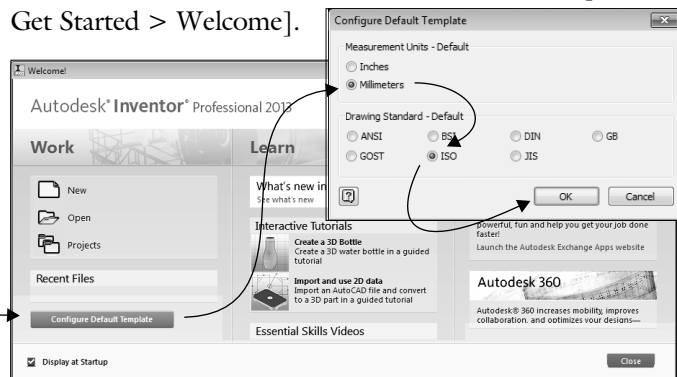 Get Started > Welcome].
Configure Default Template
Measurement Units - Default
Inches
Millimeters
Drawing Standard - Default
ANSI
BSI
DIN
GB
GOST
ISO
JIS
OK
Cancel
Welcome!
Autodesk® Inventor® Professional 2013
Work
New
Open
Projects
Recent Files
Configure Default Template
Display at Startup
Learn
What's new in
See what's new
Interactive Tutorials
Create a 3D Bottle
Create a 3D water bottle in a guided
tutorial
Import and use 2D data
Import an AutoCAD file and convert
to a 3D part in a guided tutorial
Essential Skills Videos
powerful, fun and help you get your job done
faster!
Launch the Autodesk Exchange Apps website
Autodesk 360
Autodesk® 360 increases mobility, improves
collaboration, and optimizes your designs—
Close